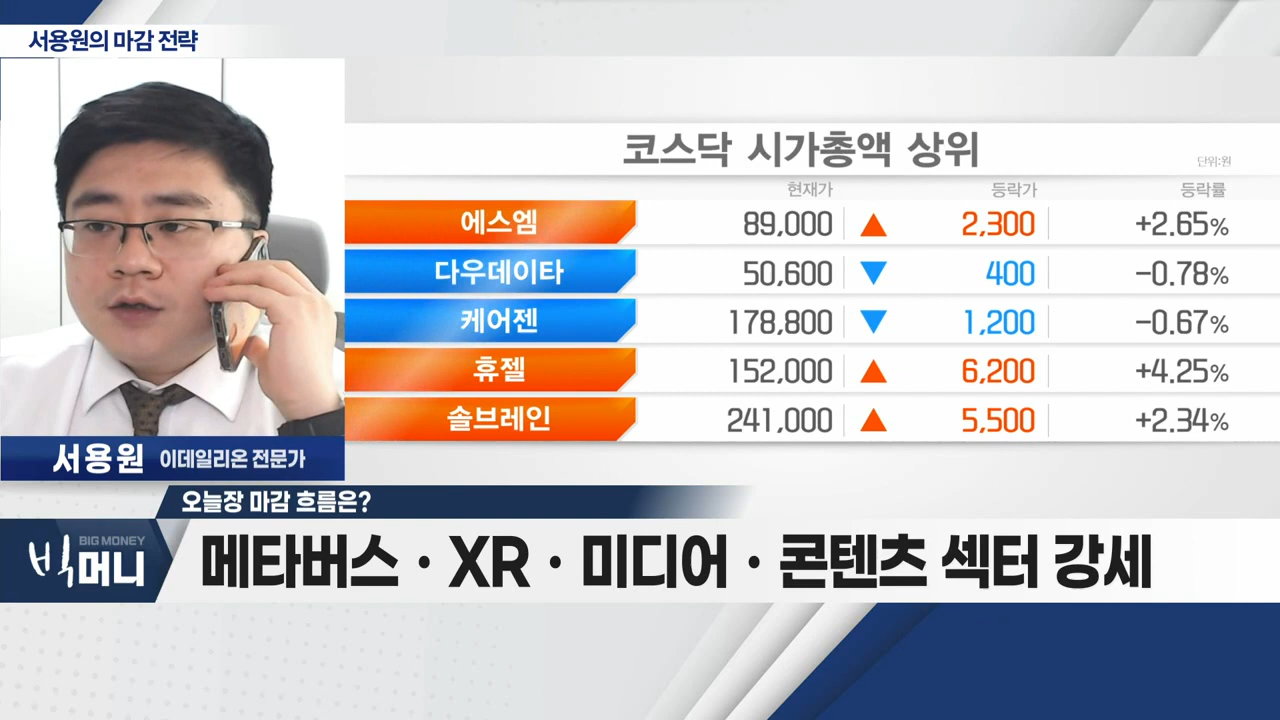 서용원의 마감 전략
코스닥 시가총액 상위
단위:원
현재가 등락가 등락률
에스엠 89,000 ▲ 2,300 +2.65%
다우데이타 50,600 ▼ 400 -0.78%
케어젠 178,800 ▼ 1,200 -0.67%
휴젤 152,000 ▲ 6,200 +4.25%
솔브레인 241,000 ▲ 5,500 +2.34%
서용원 이데일리온 전문가
오늘장 마감 흐름은?
BIG MONEY
빅머니
메타버스·XR·미디어·콘텐츠 섹터 강세